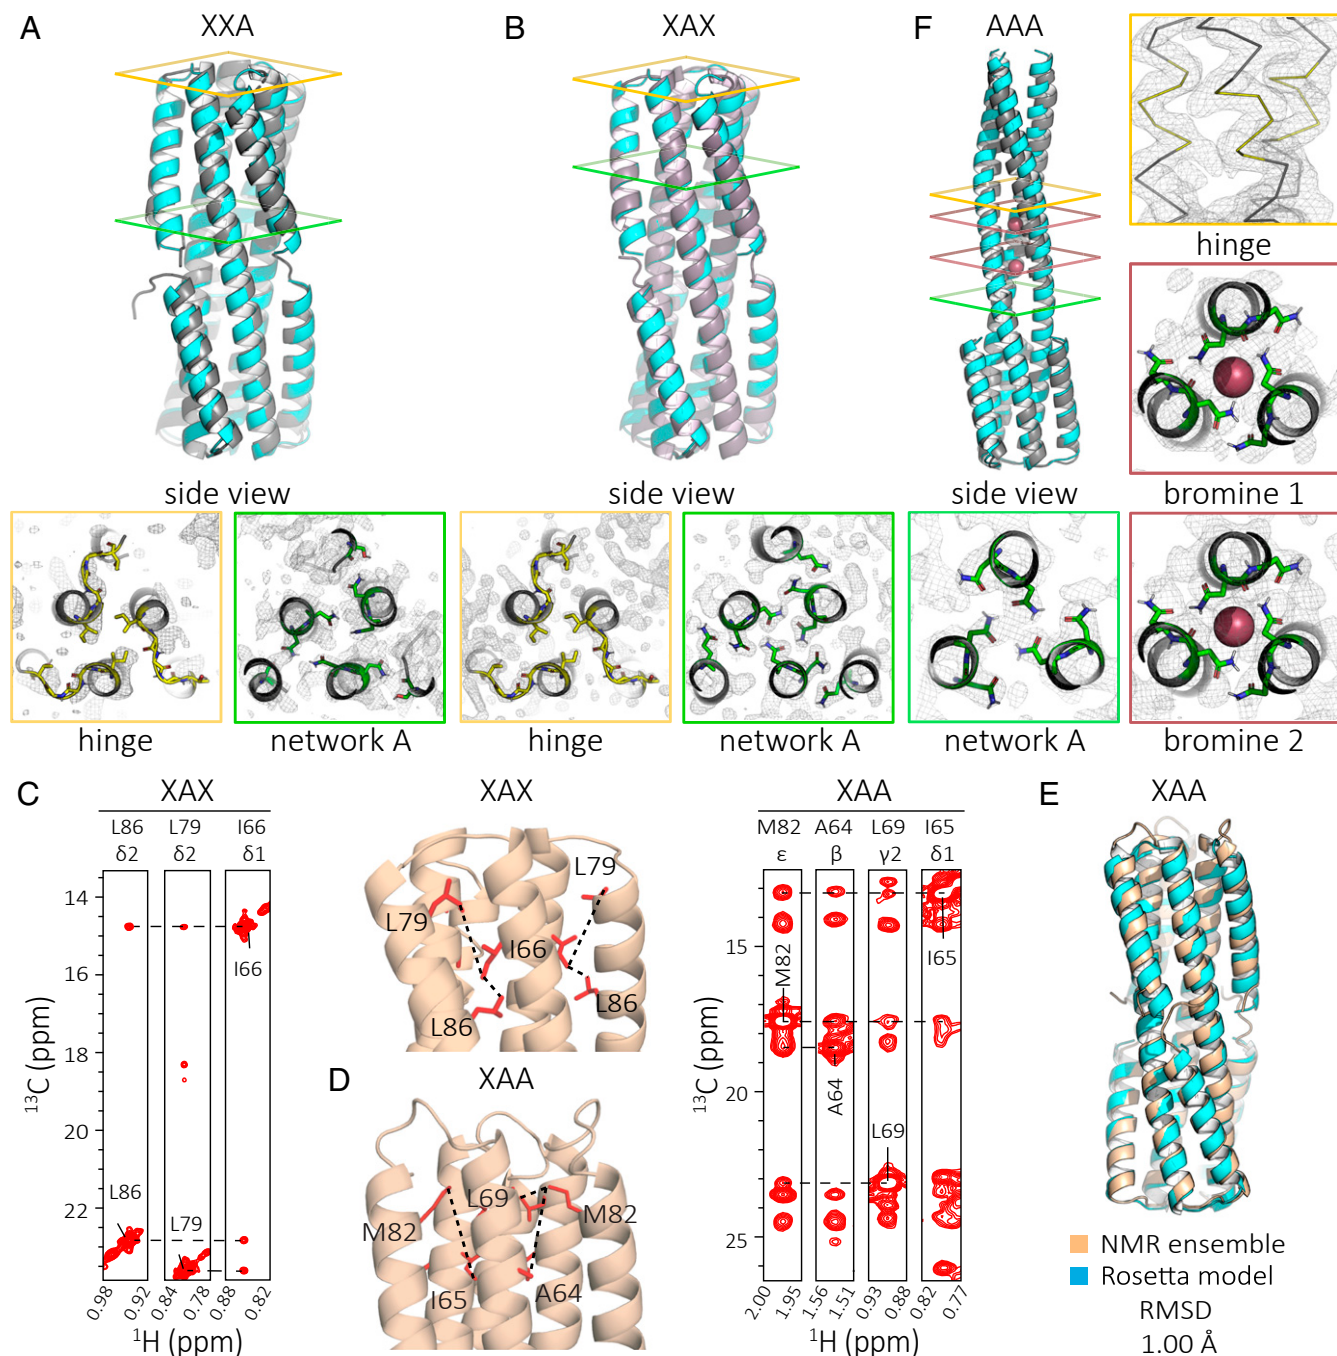 A
XXA
B
XAX
F
AAA
hinge
bromine 1
side view
side view
side view
hinge
network A
hinge
network A
network A
bromine 2
C
XAX
L86 L79 I66
δ2 δ2 δ1
14
16
18
20
22
13C (ppm)
I66
L86
L79
0.98 0.92 0.84 0.78 0.88 0.82
1H (ppm)
XAX
L79
L79
I66
L86
L86
D
XAA
L69
M82
M82
I65
A64
XAA
M82 A64 L69 I65
ε β γ2 δ1
15
20
25
13C (ppm)
M82
I65
A64
L69
2.00 1.95 1.56 1.51 0.93 0.88 0.82 0.77
1H (ppm)
E
XAA
NMR ensemble
Rosetta model
RMSD
1.00 Å